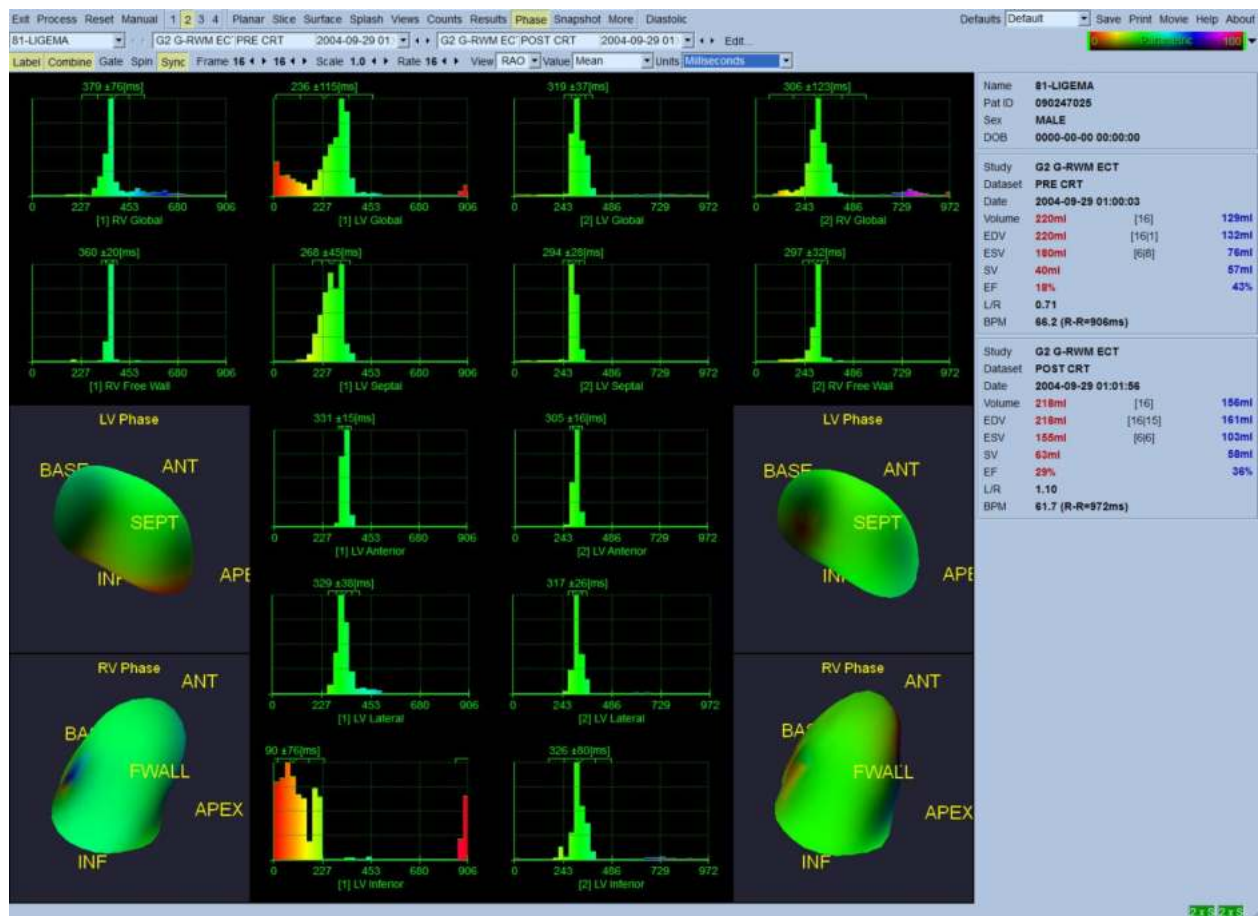 Exit Process Reset Manual 1 2 3 4 Planar Slice Surface Splash Views Counts Results Phase Snapshot More Diastolic Defaults Default Save Print Movie Help About
81-LIGEMA G2 G-RWM EC PRE CRT 2004-09-29 01: G2 G-RWM EC POST CRT 2004-09-29 01: Edit...
0 100
Label Combine Gate Spin Sync Frame 16 16 Scale 1.0 Rate 16 View RAO Value Mean Units Milliseconds
379 ±76[ms] 236 ±115[ms] 319 ±37[ms] 306 ±123[ms]
0 227 453 680 906 0 227 453 680 906 0 243 486 729 972 0 243 486 729 972
[1] RV Global [1] LV Global [2] LV Global [2] RV Global
360 ±20[ms] 268 ±45[ms] 294 ±28[ms] 297 ±32[ms]
0 227 453 680 906 0 227 453 680 906 0 243 486 729 972 0 243 486 729 972
[1] RV Free Wall [1] LV Septal [2] LV Septal [2] RV Free Wall
LV Phase
BASE ANT
SEPT
INF APE
331 ±15[ms] 305 ±16[ms]
0 227 453 680 906 0 243 486 729 972
[1] LV Anterior [2] LV Anterior
LV Phase
BASE ANT
SEPT
INF APE
329 ±38[ms] 317 ±26[ms]
0 227 453 680 906 0 243 486 729 972
[1] LV Lateral [2] LV Lateral
RV Phase
ANT
BAS
FWALL
APEX
INF
90 ±76[ms] 326 ±80[ms]
0 227 453 680 906 0 243 486 729 972
[1] LV Inferior [2] LV Inferior
RV Phase
ANT
BAS
FWALL
APEX
INF
Name 81-LIGEMA
Pat ID 090247025
Sex MALE
DOB 0000-00-00 00:00:00
Study G2 G-RWM ECT
Dataset PRE CRT
Date 2004-09-29 01:00:03
Volume 220ml [16] 129ml
EDV 220ml [16|1] 132ml
ESV 180ml [6|8] 76ml
SV 40ml 57ml
EF 18% 43%
L/R 0.71
BPM 66.2 (R-R=906ms)
Study G2 G-RWM ECT
Dataset POST CRT
Date 2004-09-29 01:01:56
Volume 218ml [16] 156ml
EDV 218ml [16|15] 161ml
ESV 155ml [6|6] 103ml
SV 63ml 58ml
EF 29% 36%
L/R 1.10
BPM 61.7 (R-R=972ms)